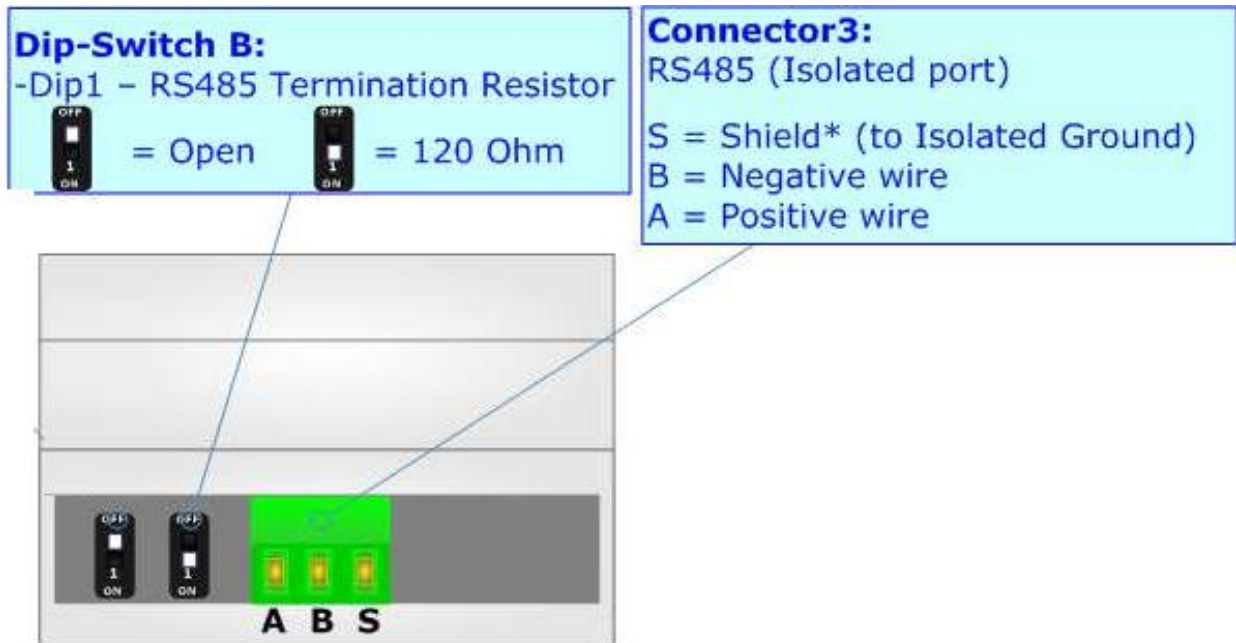 Dip-Switch B:
-Dip1 – RS485 Termination Resistor
OFF
1
ON
= Open
OFF
1
ON
= 120 Ohm
Connector3:
RS485 (Isolated port)
S = Shield* (to Isolated Ground)
B = Negative wire
A = Positive wire
OFF
1
ON
OFF
1
ON
A B S